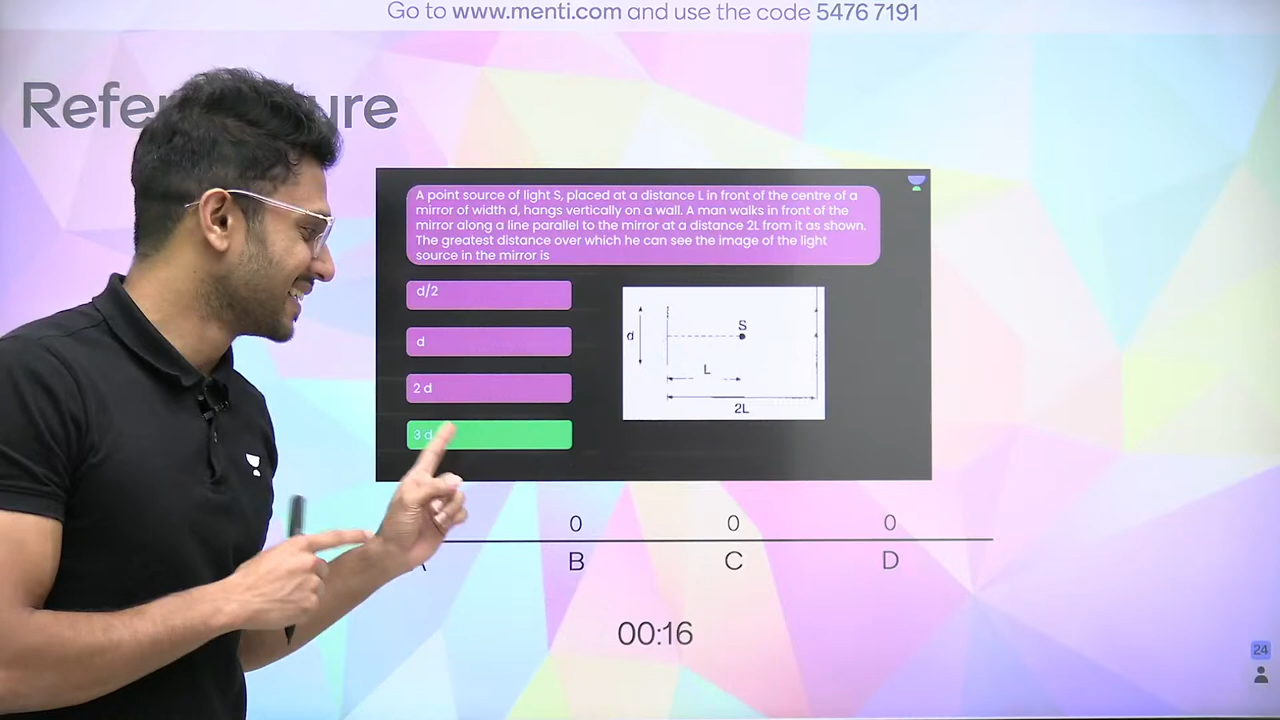 Go to www.menti.com and use the code 5476 7191
A point source of light S, placed at a distance L in front of the centre of a
mirror of width d, hangs vertically on a wall. A man walks in front of the
mirror along a line parallel to the mirror at a distance 2L from it as shown.
The greatest distance over which he can see the image of the light
source in the mirror is
d/2
d
2 d
3 d
d
S
L
2L
0
0
0
B
C
D
00:16
24